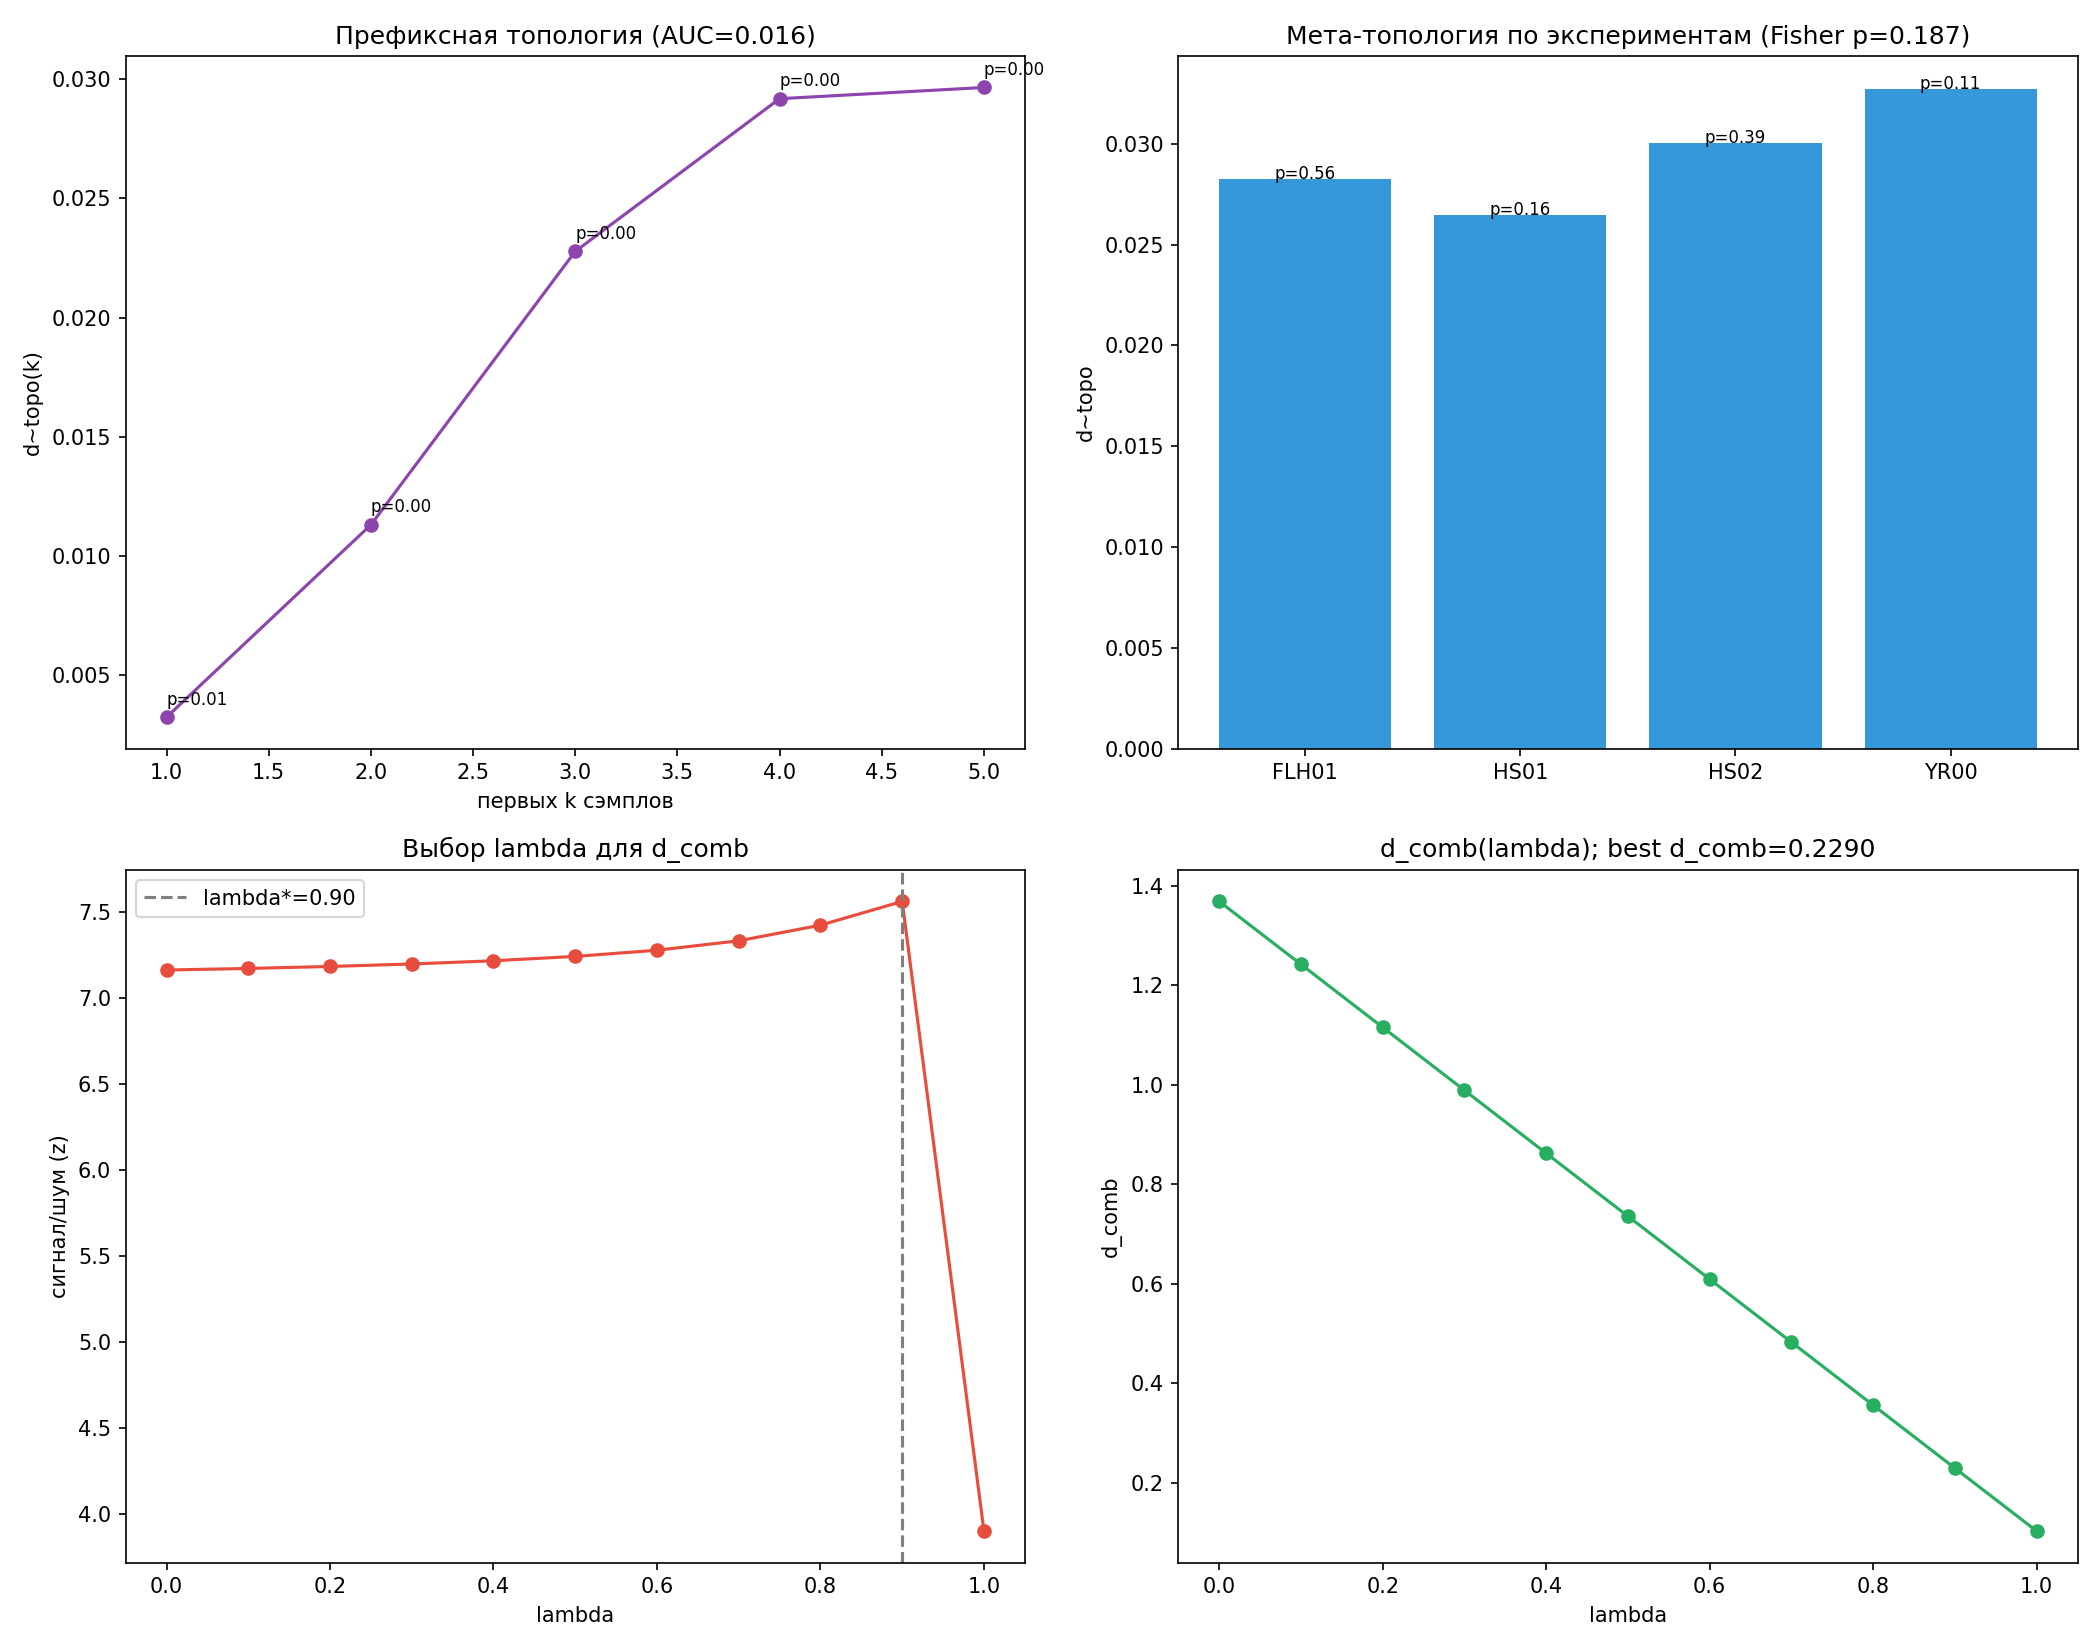 Префиксная топология (AUC=0.016)
d~topo(k)
0.030
0.025
0.020
0.015
0.010
0.005
p=0.01
p=0.00
p=0.00
p=0.00
p=0.00
1.0 1.5 2.0 2.5 3.0 3.5 4.0 4.5 5.0
первых k сэмплов
Мета-топология по экспериментам (Fisher p=0.187)
d~topo
0.030
0.025
0.020
0.015
0.010
0.005
0.000
p=0.56
p=0.16
p=0.39
p=0.11
FLH01 HS01 HS02 YR00
Выбор lambda для d_comb
lambda*=0.90
сигнал/шум (z)
7.5
7.0
6.5
6.0
5.5
5.0
4.5
4.0
0.0 0.2 0.4 0.6 0.8 1.0
lambda
d_comb(lambda); best d_comb=0.2290
d_comb
1.4
1.2
1.0
0.8
0.6
0.4
0.2
0.0 0.2 0.4 0.6 0.8 1.0
lambda